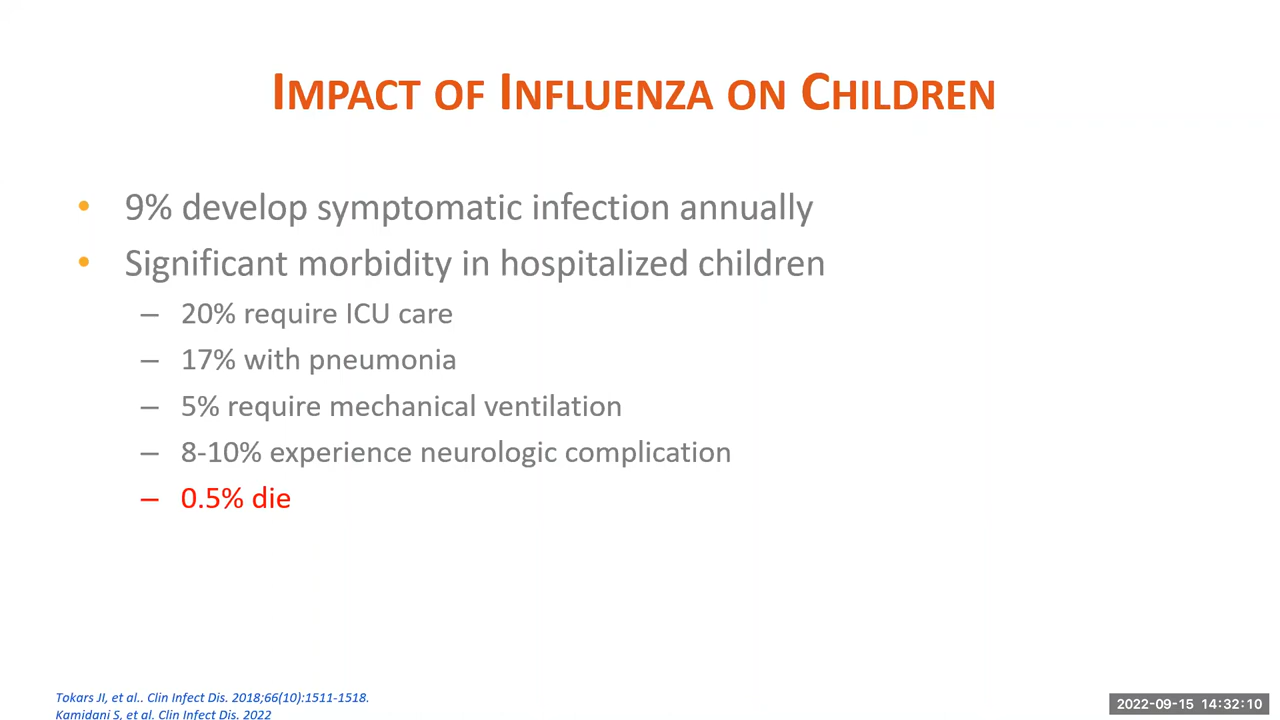 IMPACT OF INFLUENZA ON CHILDREN
• 9% develop symptomatic infection annually
• Significant morbidity in hospitalized children
– 20% require ICU care
– 17% with pneumonia
– 5% require mechanical ventilation
– 8-10% experience neurologic complication
– 0.5% die
Tokars JI, et al.. Clin Infect Dis. 2018;66(10):1511-1518.
Kamidani S, et al. Clin Infect Dis. 2022
2022-09-15 14:32:10